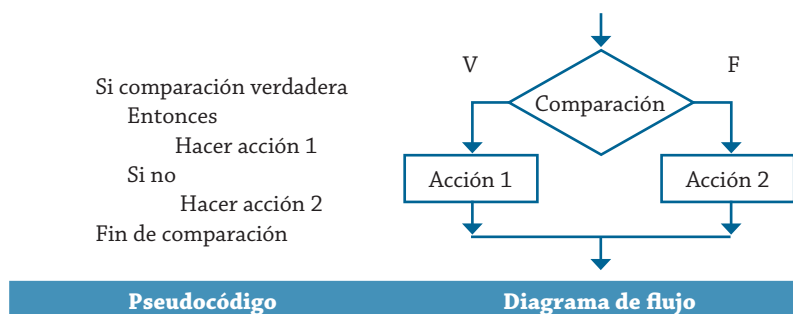 Si comparación verdadera
Entonces
Hacer acción 1
Si no
Hacer acción 2
Fin de comparación
V
F
Comparación
Acción 1
Acción 2
Pseudocódigo
Diagrama de flujo